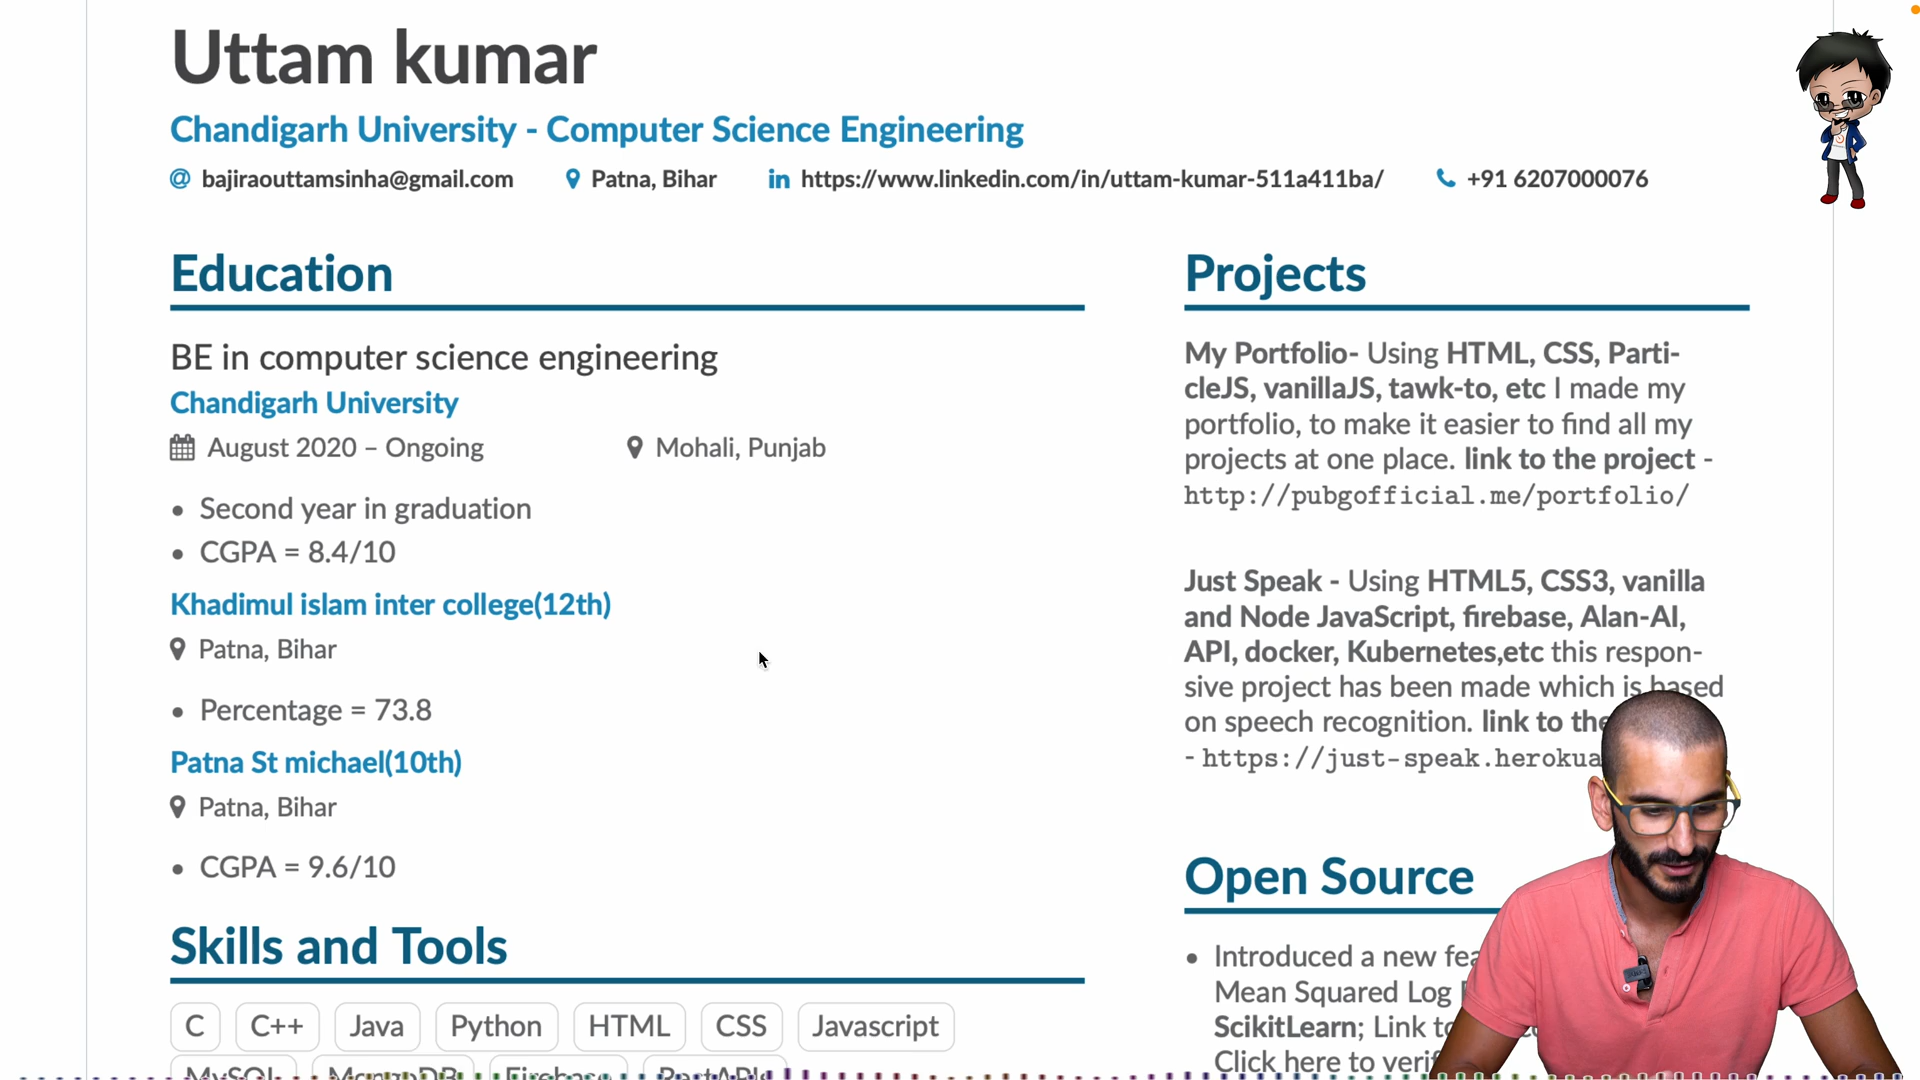 Uttam kumar
Chandigarh University - Computer Science Engineering
@ bajiraouttamsinha@gmail.com Patna, Bihar in https://www.linkedin.com/in/uttam-kumar-511a411ba/ +91 6207000076
Education
BE in computer science engineering
Chandigarh University
August 2020 – Ongoing Mohali, Punjab
• Second year in graduation
• CGPA = 8.4/10
Khadimul islam inter college(12th)
Patna, Bihar
• Percentage = 73.8
Patna St michael(10th)
Patna, Bihar
• CGPA = 9.6/10
Skills and Tools
C C++ Java Python HTML CSS Javascript
MySQL MongoDB Firebase RestAPIs
Projects
My Portfolio- Using HTML, CSS, Parti-
cleJS, vanillaJS, tawk-to, etc I made my
portfolio, to make it easier to find all my
projects at one place. link to the project -
http://pubgofficial.me/portfolio/
Just Speak - Using HTML5, CSS3, vanilla
and Node JavaScript, firebase, Alan-AI,
API, docker, Kubernetes,etc this respon-
sive project has been made which is based
on speech recognition. link to the
- https://just-speak.heroku
Open Source
• Introduced a new
Mean Squared Log
ScikitLearn; Link
Click here to